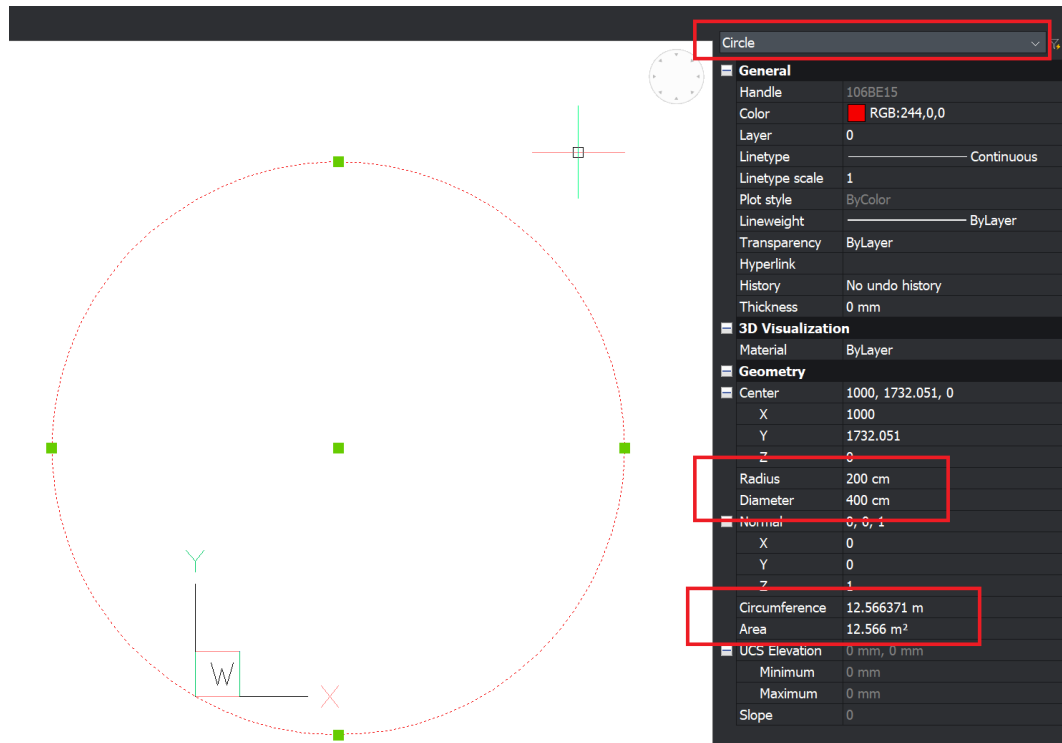 Circle
General
Handle 106BE15
Color RGB:244,0,0
Layer 0
Linetype Continuous
Linetype scale 1
Plot style ByColor
Lineweight ByLayer
Transparency ByLayer
Hyperlink
History No undo history
Thickness 0 mm
3D Visualization
Material ByLayer
Geometry
Center 1000, 1732.051, 0
X 1000
Y 1732.051
Z 0
Radius 200 cm
Diameter 400 cm
Normal 0, 0, 1
X 0
Y 0
Z 1
Circumference 12.566371 m
Area 12.566 m²
UCS Elevation 0 mm, 0 mm
Minimum 0 mm
Maximum 0 mm
Slope 0
Y
W
X